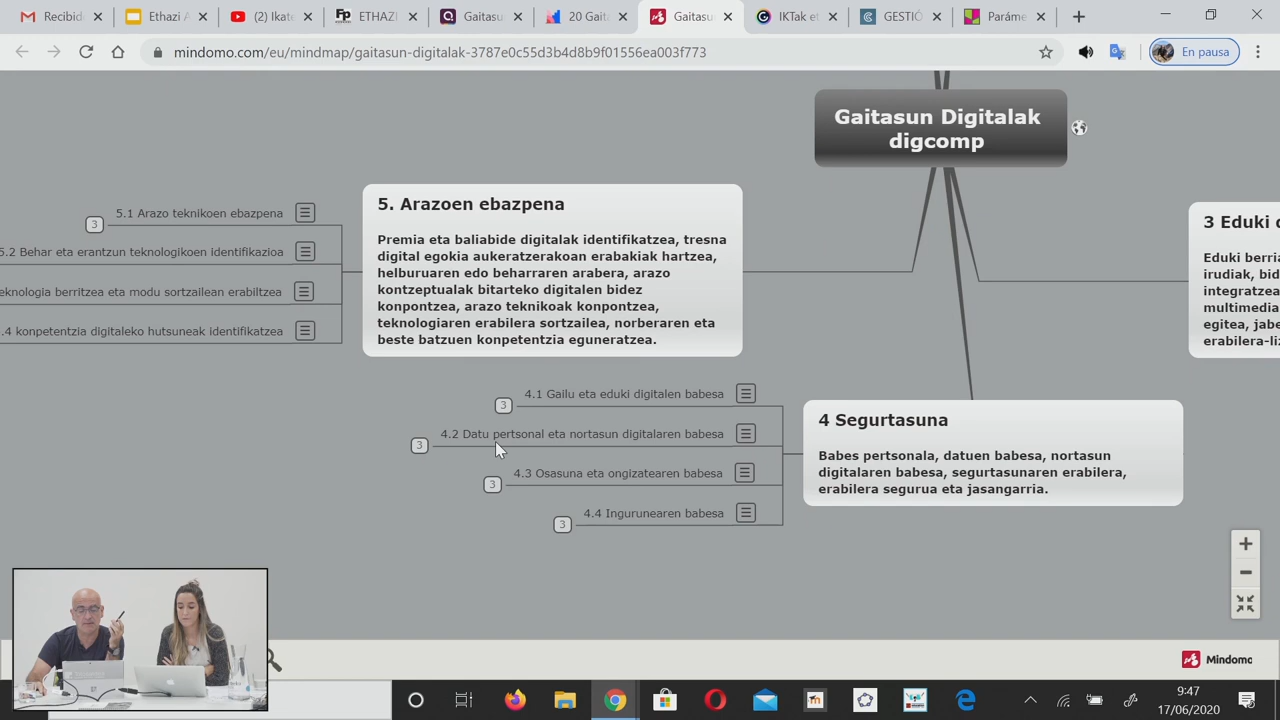 Recibid
Ethazi A
(2) Ikate
ETHAZI
Gaitasu
20 Gait
Gaitasu
IKTak et
GESTIÓ
Paráme
mindomo.com/eu/mindmap/gaitasun-digitalak-3787e0c55d3b4d8b9f01556ea003f773
En pausa
Gaitasun Digitalak
digcomp
5. Arazoen ebazpena
Premia eta baliabide digitalak identifikatzea, tresna
digital egokia aukeratzerakoan erabakiak hartzea,
helburuaren edo beharraren arabera, arazo
kontzeptualak bitarteko digitalen bidez
konpontzea, arazo teknikoak konpontzea,
teknologiaren erabilera sortzailea, norberaren eta
beste batzuen konpetentzia eguneratzea.
5.1 Arazo teknikoen ebazpena
3
5.2 Behar eta erantzun teknologikoen identifikazioa
eknologia berritzea eta modu sortzailean erabiltzea
.4 konpetentzia digitaleko hutsuneak identifikatzea
3 Eduki d
Eduki berria
irudiak, bid
integratzea
multimedia
egitea, jabe
erabilera-liz
4.1 Gailu eta eduki digitalen babesa
3
4.2 Datu pertsonal eta nortasun digitalaren babesa
3
4.3 Osasuna eta ongizatearen babesa
3
4.4 Ingurunearen babesa
3
4 Segurtasuna
Babes pertsonala, datuen babesa, nortasun
digitalaren babesa, segurtasunaren erabilera,
erabilera segurua eta jasangarria.
Mindomo
9:47
17/06/2020